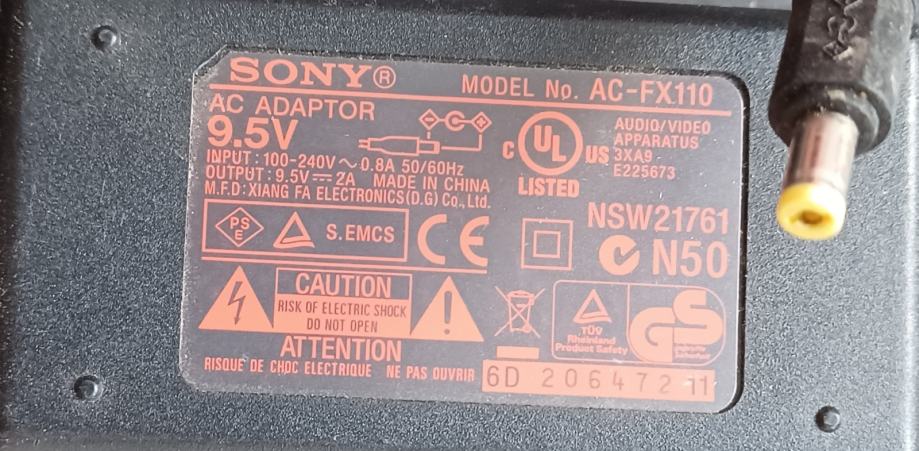 SONY®
MODEL No. AC-FX110
AC ADAPTOR
9.5V
INPUT : 100-240V ~ 0.8A 50/60Hz
OUTPUT : 9.5V ⎓ 2A MADE IN CHINA
M.F.D: XIANG FA ELECTRONICS(D.G) Co.,Ltd.
C UL US
LISTED
AUDIO/VIDEO
APPARATUS
3XA9
E225673
PS
E
S.EMCS
CE
NSW21761
N50
CAUTION
RISK OF ELECTRIC SHOCK
DO NOT OPEN
ATTENTION
RISQUE DE CHOC ELECTRIQUE NE PAS OUVRIR
TÜV
Rheinland
Product Safety
GS
6D 206472 11